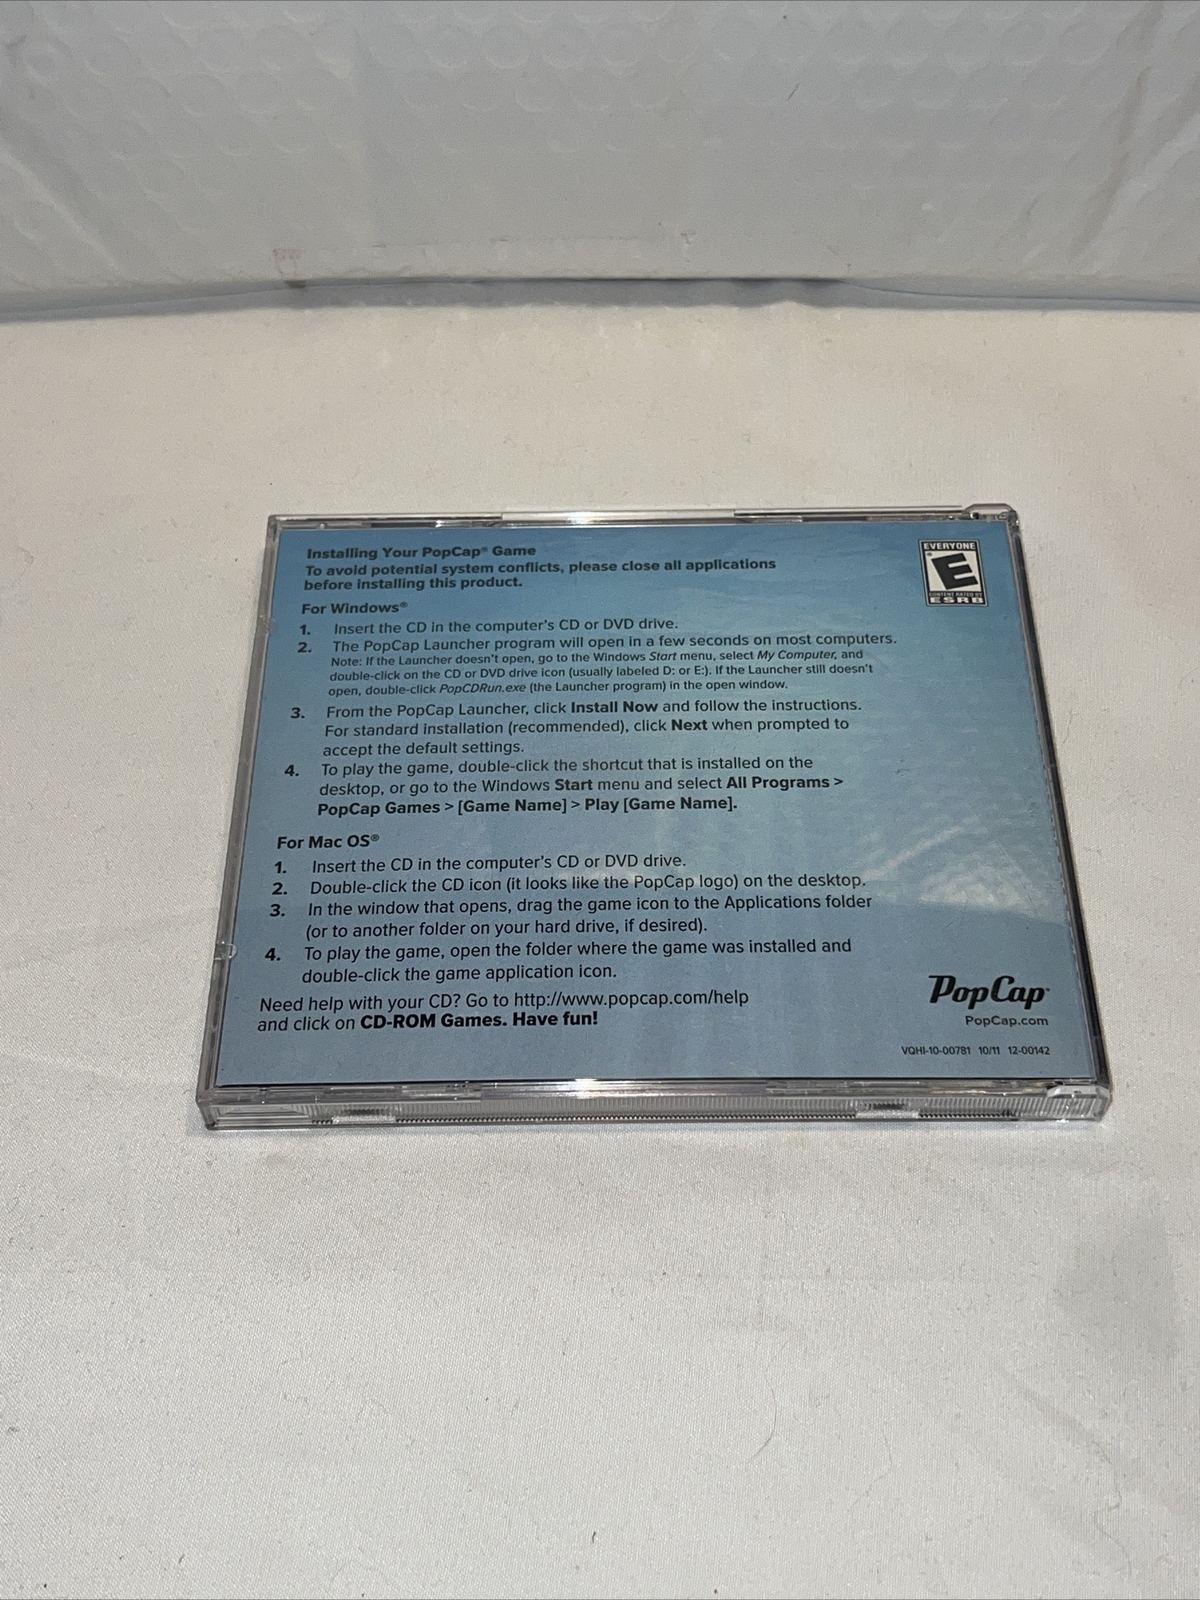 Installing Your PopCap® Game
To avoid potential system conflicts, please close all applications
before installing this product.
EVERYONE
E
CONTENT RATED BY
ESRB
For Windows®
1. Insert the CD in the computer's CD or DVD drive.
2. The PopCap Launcher program will open in a few seconds on most computers.
Note: If the Launcher doesn't open, go to the Windows Start menu, select My Computer, and
double-click on the CD or DVD drive icon (usually labeled D: or E:). If the Launcher still doesn't
open, double-click PopCDRun.exe (the Launcher program) in the open window.
3. From the PopCap Launcher, click Install Now and follow the instructions.
For standard installation (recommended), click Next when prompted to
accept the default settings.
4. To play the game, double-click the shortcut that is installed on the
desktop, or go to the Windows Start menu and select All Programs >
PopCap Games > [Game Name] > Play [Game Name].
For Mac OS®
1. Insert the CD in the computer's CD or DVD drive.
2. Double-click the CD icon (it looks like the PopCap logo) on the desktop.
3. In the window that opens, drag the game icon to the Applications folder
(or to another folder on your hard drive, if desired).
4. To play the game, open the folder where the game was installed and
double-click the game application icon.
Need help with your CD? Go to http://www.popcap.com/help
and click on CD-ROM Games. Have fun!
PopCap
PopCap.com
VQHI-10-00781 10/11 12-00142